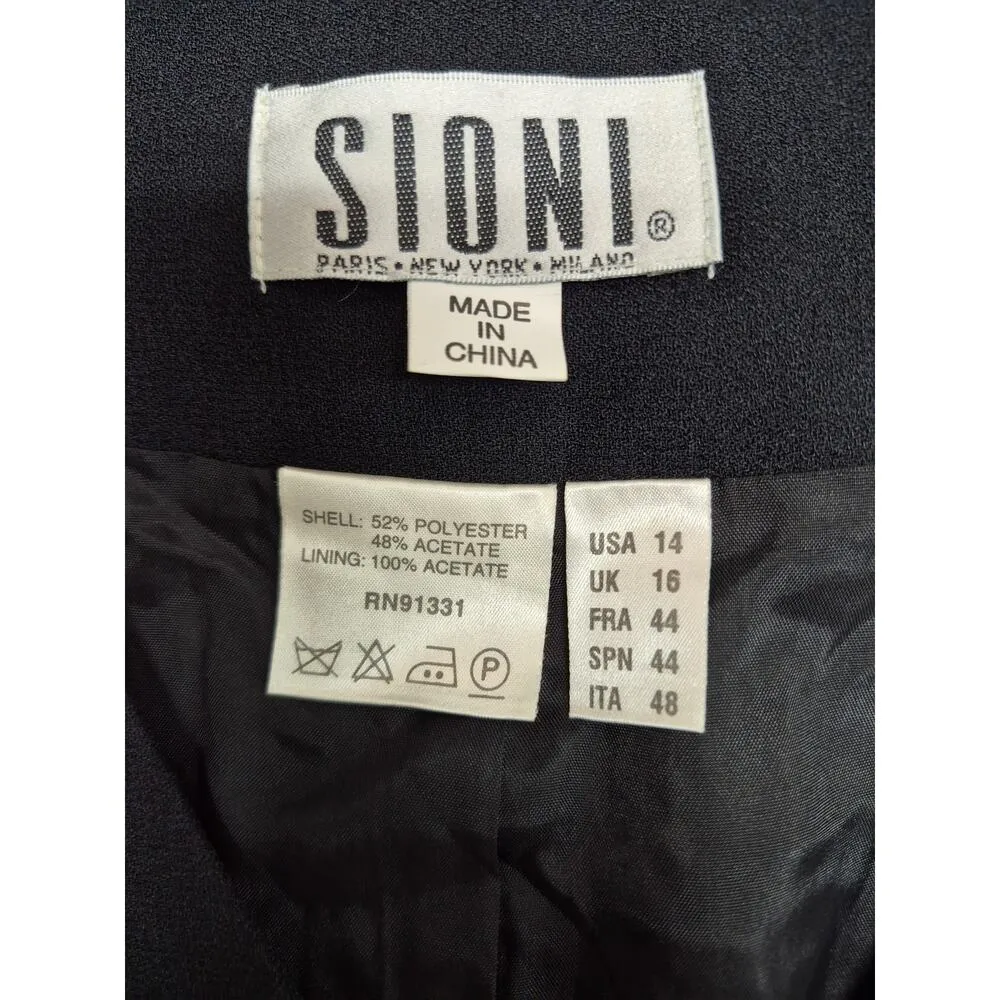 SIONI®
PARIS • NEW YORK • MILANO
MADE
IN
CHINA
SHELL: 52% POLYESTER
48% ACETATE
LINING: 100% ACETATE
RN91331
P
USA 14
UK 16
FRA 44
SPN 44
ITA 48